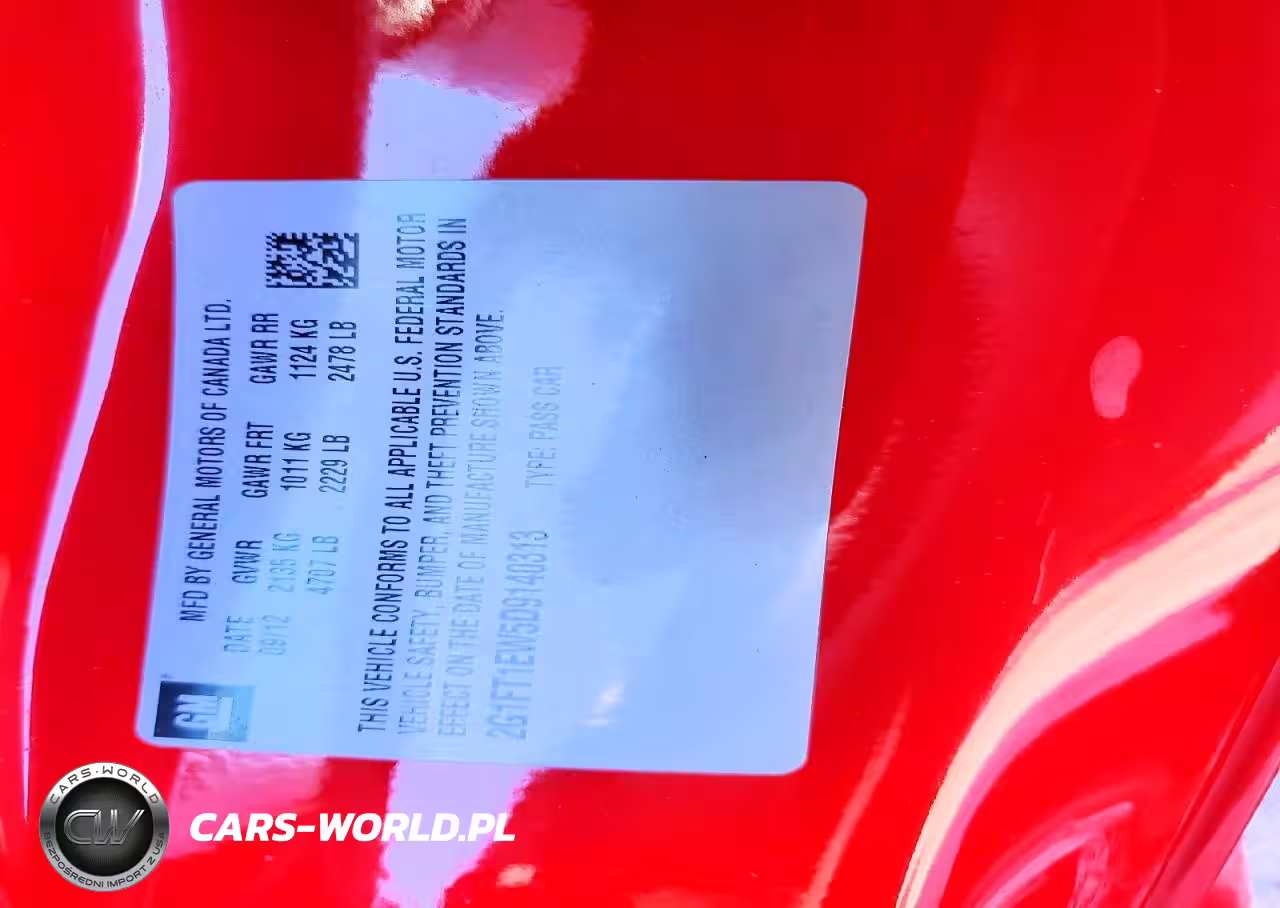 GM
MFD BY GENERAL MOTORS OF CANADA LTD.
DATE GVWR GAWR FRT GAWR RR
09/12 2135 KG 1011 KG 1124 KG
4707 LB 2229 LB 2478 LB
THIS VEHICLE CONFORMS TO ALL APPLICABLE U.S. FEDERAL MOTOR
VEHICLE SAFETY, BUMPER, AND THEFT PREVENTION STANDARDS IN
EFFECT ON THE DATE OF MANUFACTURE SHOWN ABOVE.
2G1FT1EW5D9140313 TYPE: PASS CAR
CARS-WORLD
CW
BEZPOŚREDNI IMPORT Z USA
CARS-WORLD.PL